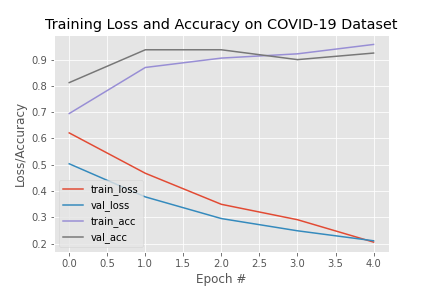 Training Loss and Accuracy on COVID-19 Dataset
Loss/Accuracy
0.9
0.8
0.7
0.6
0.5
0.4
0.3
0.2
train_loss
val_loss
train_acc
val_acc
0.0 0.5 1.0 1.5 2.0 2.5 3.0 3.5 4.0
Epoch #